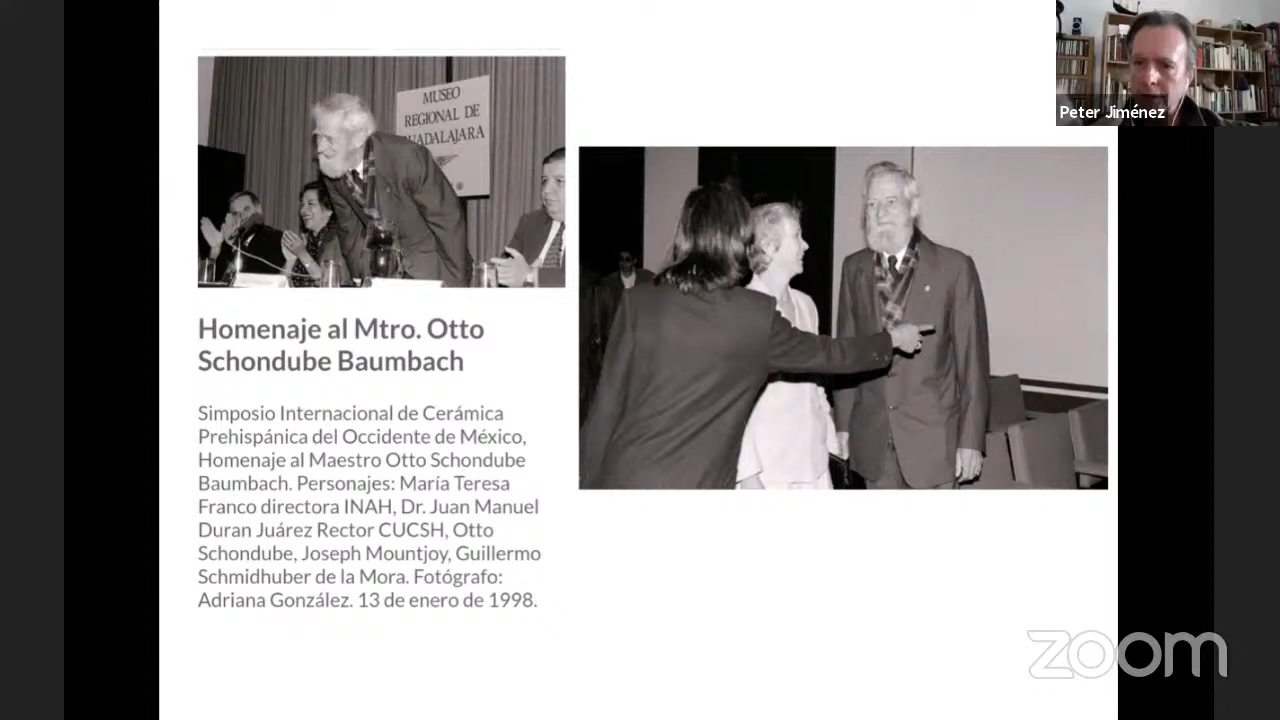 MUSEO
REGIONAL DE
GUADALAJARA
Peter Jiménez
Homenaje al Mtro. Otto
Schondube Baumbach
Simposio Internacional de Cerámica
Prehispánica del Occidente de México,
Homenaje al Maestro Otto Schondube
Baumbach. Personajes: María Teresa
Franco directora INAH, Dr. Juan Manuel
Duran Juárez Rector CUCSH, Otto
Schondube, Joseph Mountjoy, Guillermo
Schmidhuber de la Mora. Fotógrafo:
Adriana González. 13 de enero de 1998.
zoom